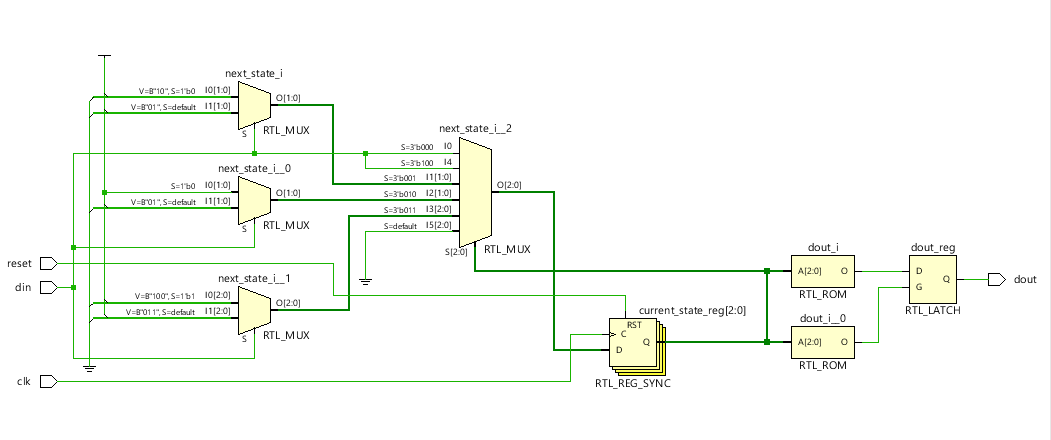 next_state_i
V=B"10", S=1'b0 I0[1:0]
V=B"01", S=default I1[1:0]
O[1:0]
S
RTL_MUX
next_state_i__0
S=1'b0 I0[1:0]
V=B"01", S=default I1[1:0]
O[1:0]
S
RTL_MUX
next_state_i__1
V=B"100", S=1'b1 I0[2:0]
V=B"011", S=default I1[2:0]
O[2:0]
S
RTL_MUX
next_state_i__2
S=3'b000 I0
S=3'b100 I4
S=3'b001 I1[1:0]
S=3'b010 I2[1:0]
S=3'b011 I3[2:0]
S=default I5[2:0]
O[2:0]
S[2:0]
RTL_MUX
reset
din
clk
current_state_reg[2:0]
RST
C
D
Q
RTL_REG_SYNC
dout_i
A[2:0] O
RTL_ROM
dout_i__0
A[2:0] O
RTL_ROM
dout_reg
D
G
Q
RTL_LATCH
dout